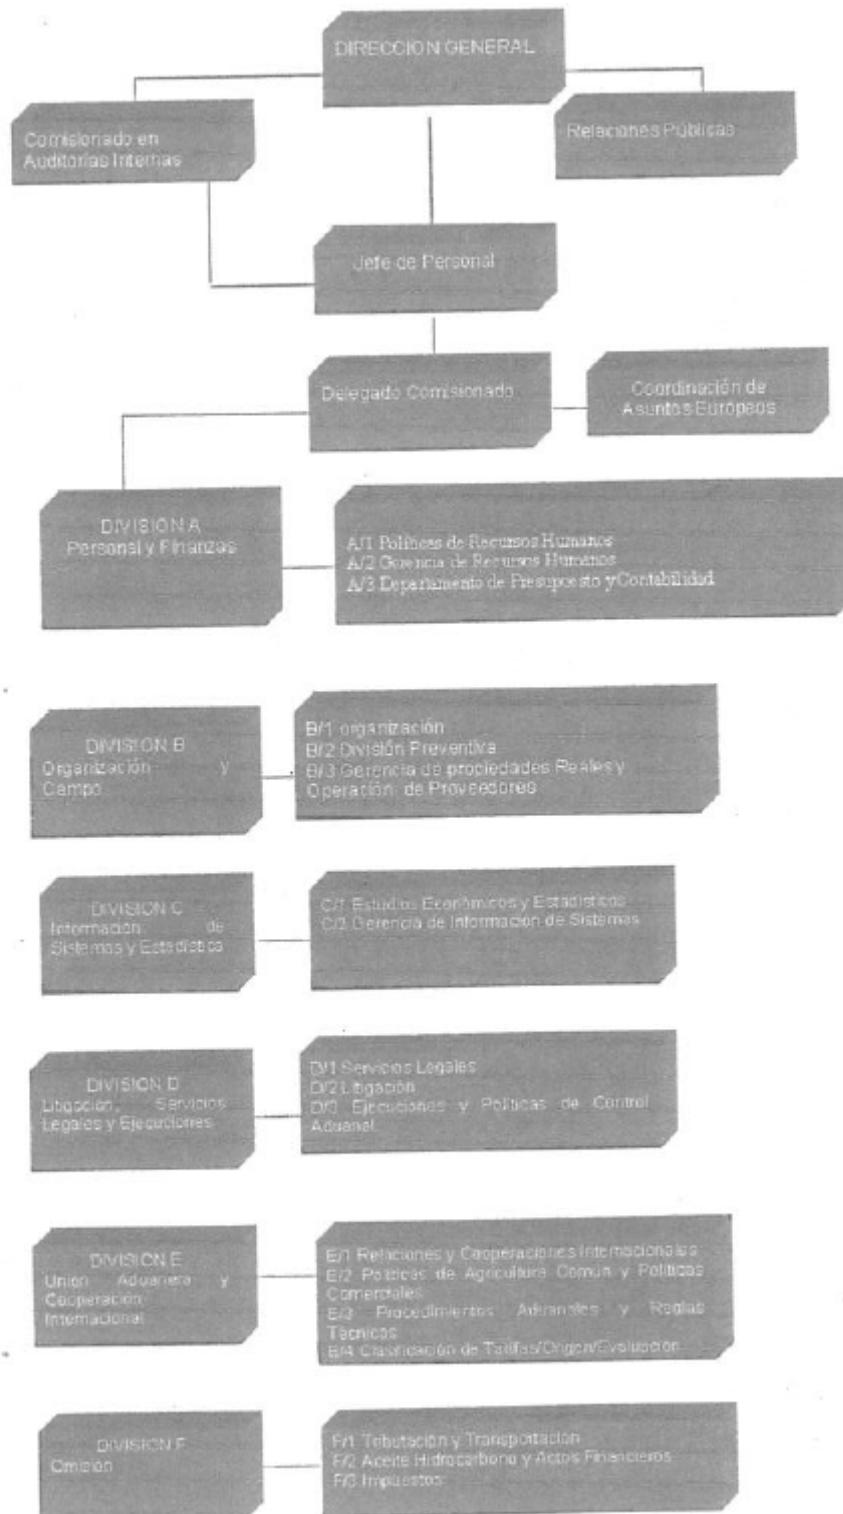 DIRECCION GENERAL
Comisionado en
Auditorias Internas
Relaciones Públicas
Jefe de Personal
Delegado Comisionado
Coordinación de
Asuntos Europeos
DIVISION A
Personal y Finanzas
A/1 Políticas de Recursos Humanos
A/2 Gerencia de Recursos Humanos
A/3 Departamento de Presupuesto y Contabilidad
DIVISION B
Organización y
Campo
B/1 organización
B/2 División Preventiva
B/3 Gerencia de propiedades Reales y
Operación de Proveedores
DIVISION C
Información de
Sistemas y Estadística
C/1 Estudios Económicos y Estadísticos
C/2 Gerencia de Información de Sistemas
DIVISION D
Litigación, Servicios
Legales y Ejecuciones
D/1 Servicios Legales
D/2 Litigación
D/3 Ejecuciones y Políticas de Control
Aduanal
DIVISION E
Unión Aduanera y
Cooperación
Internacional
E/1 Relaciones y Cooperaciones Internacionales
E/2 Políticas de Agricultura Común y Políticas
Comerciales
E/3 Procedimientos Aduanales y Reglas
Técnicos
E/4 Clasificación de Tarifas/Origen/Evaluación
DIVISION F
Omisión
F/1 Tributación y Transportación
F/2 Aceite Hidrocarbono y Actos Financieros
F/3 Impuestos